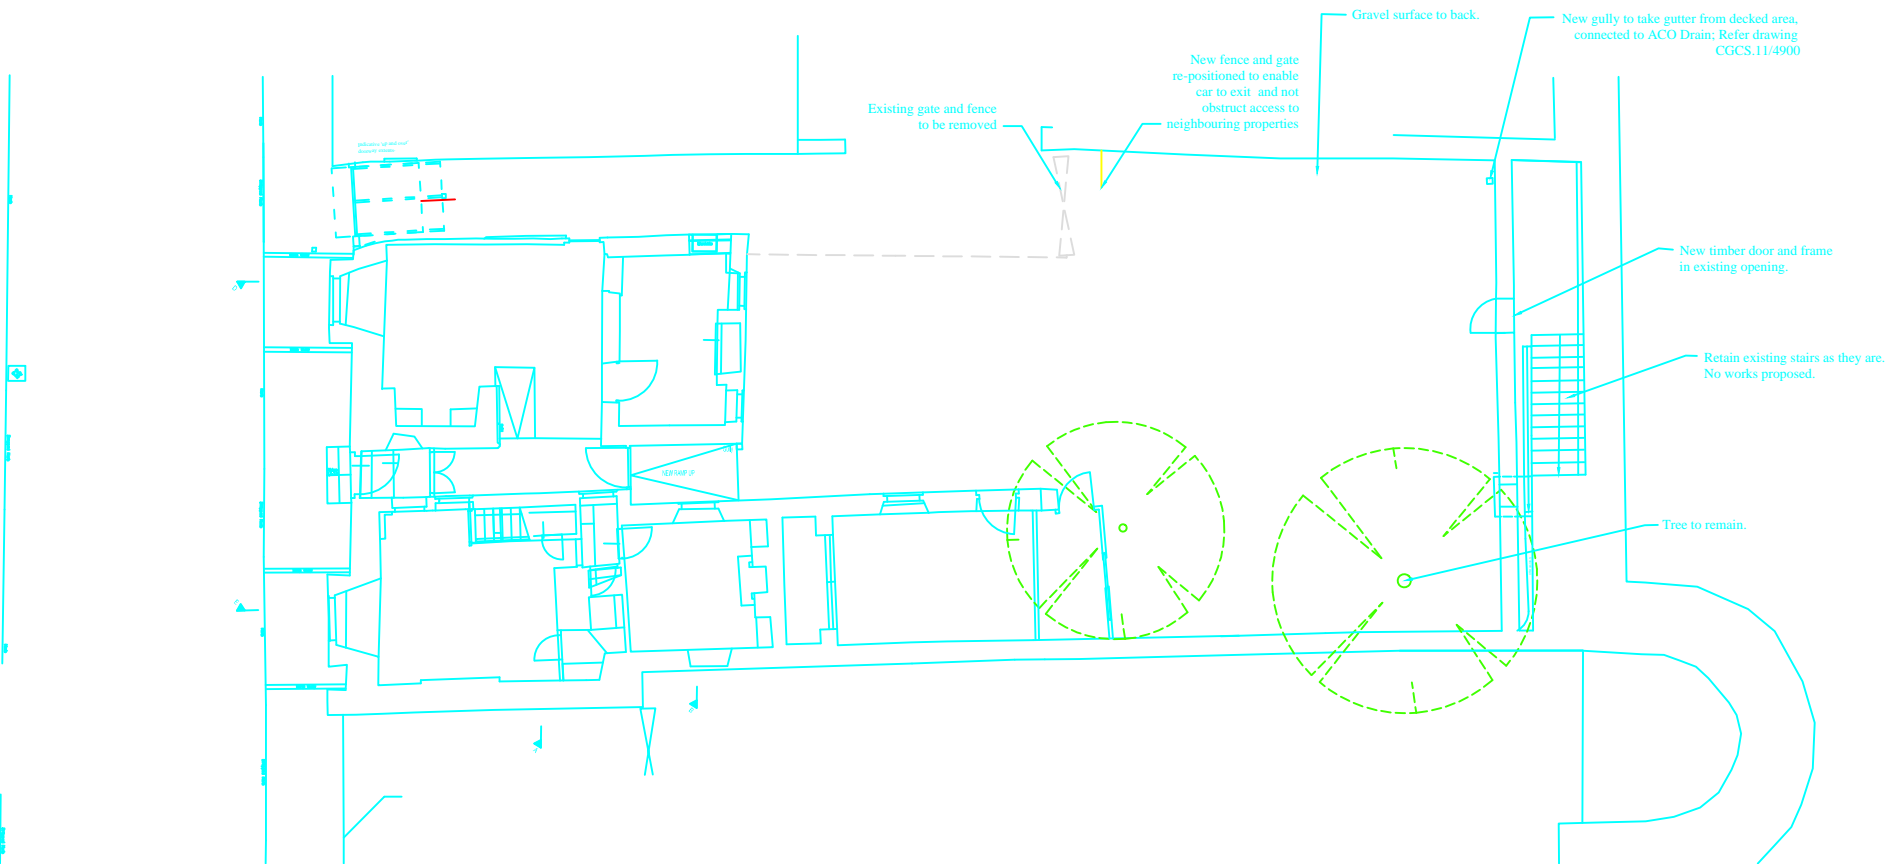 Gravel surface to back.
New gully to take gutter from decked area,
connected to ACO Drain; Refer drawing
CGCS.11/4900
New fence and gate
re-positioned to enable
car to exit and not
obstruct access to
neighbouring properties
Existing gate and fence
to be removed
New timber door and frame
in existing opening.
Retain existing stairs as they are.
No works proposed.
Tree to remain.